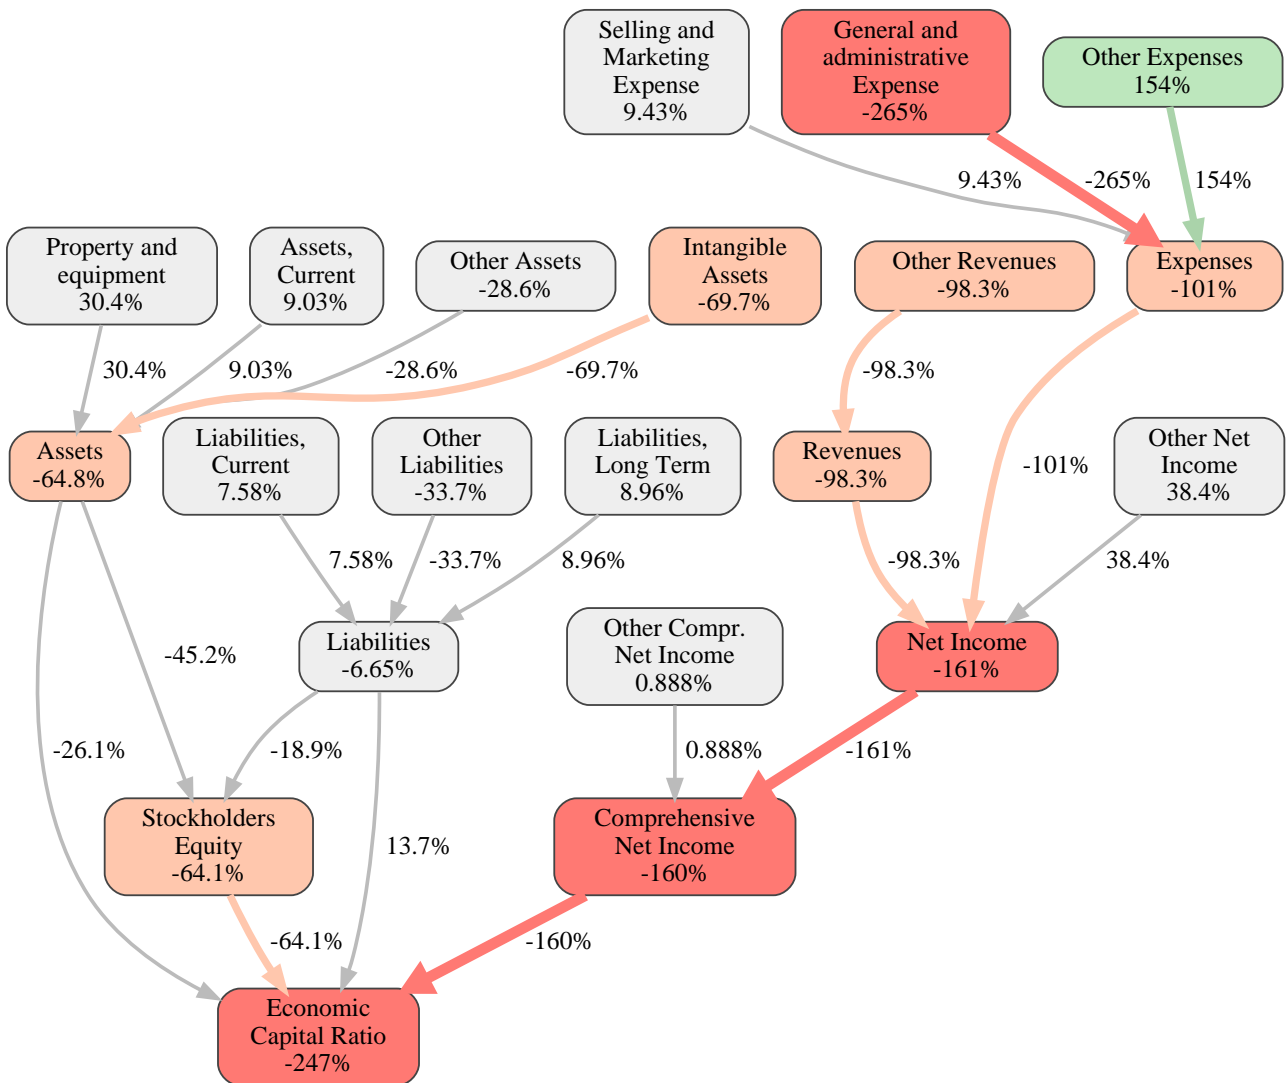 Selling and
Marketing
Expense
9.43%
General and
administrative
Expense
-265%
Other Expenses
154%
9.43%
-265%
154%
Property and
equipment
30.4%
Assets,
Current
9.03%
Other Assets
-28.6%
Intangible
Assets
-69.7%
Other Revenues
-98.3%
Expenses
-101%
30.4%
9.03%
-28.6%
-69.7%
-98.3%
Assets
-64.8%
Liabilities,
Current
7.58%
Other
Liabilities
-33.7%
Liabilities,
Long Term
8.96%
Revenues
-98.3%
-101%
Other Net
Income
38.4%
7.58%
-33.7%
8.96%
-98.3%
38.4%
-45.2%
Liabilities
-6.65%
Other Compr.
Net Income
0.888%
Net Income
-161%
-26.1%
-18.9%
0.888%
-161%
Stockholders
Equity
-64.1%
13.7%
Comprehensive
Net Income
-160%
-64.1%
-160%
Economic
Capital Ratio
-247%